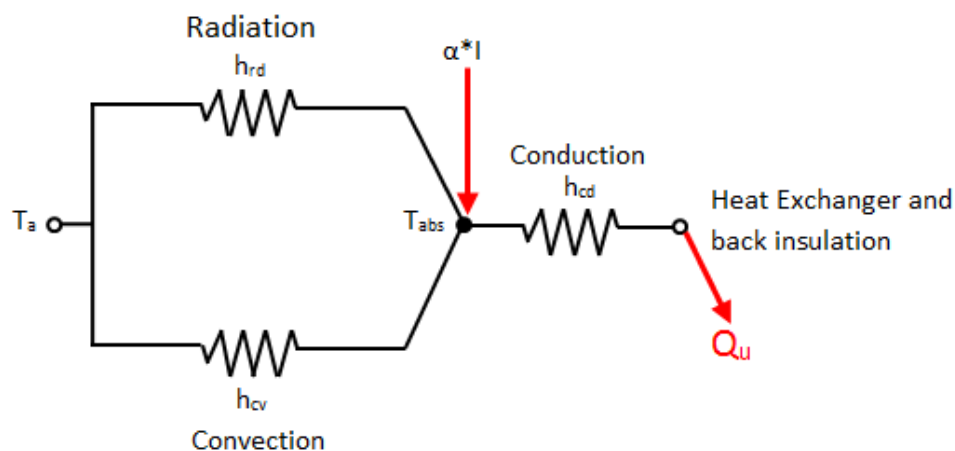 Radiation
hrd
α*I
Conduction
hcd
Ta
Tabs
Heat Exchanger and
back insulation
Qu
hcv
Convection